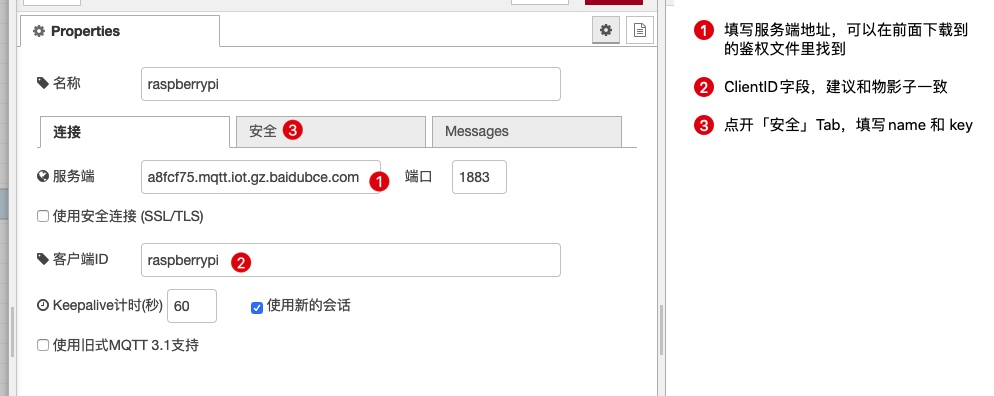 Properties
名称
raspberrypi
连接
安全 3
Messages
服务端
a8fcf75.mqtt.iot.gz.baidubce.com 1
端口
1883
使用安全连接 (SSL/TLS)
客户端ID
raspberrypi 2
Keepalive计时(秒)
60
使用新的会话
使用旧式MQTT 3.1支持
1 填写服务端地址，可以在前面下载到
的鉴权文件里找到
2 ClientID字段，建议和物影子一致
3 点开「安全」Tab，填写name 和 key